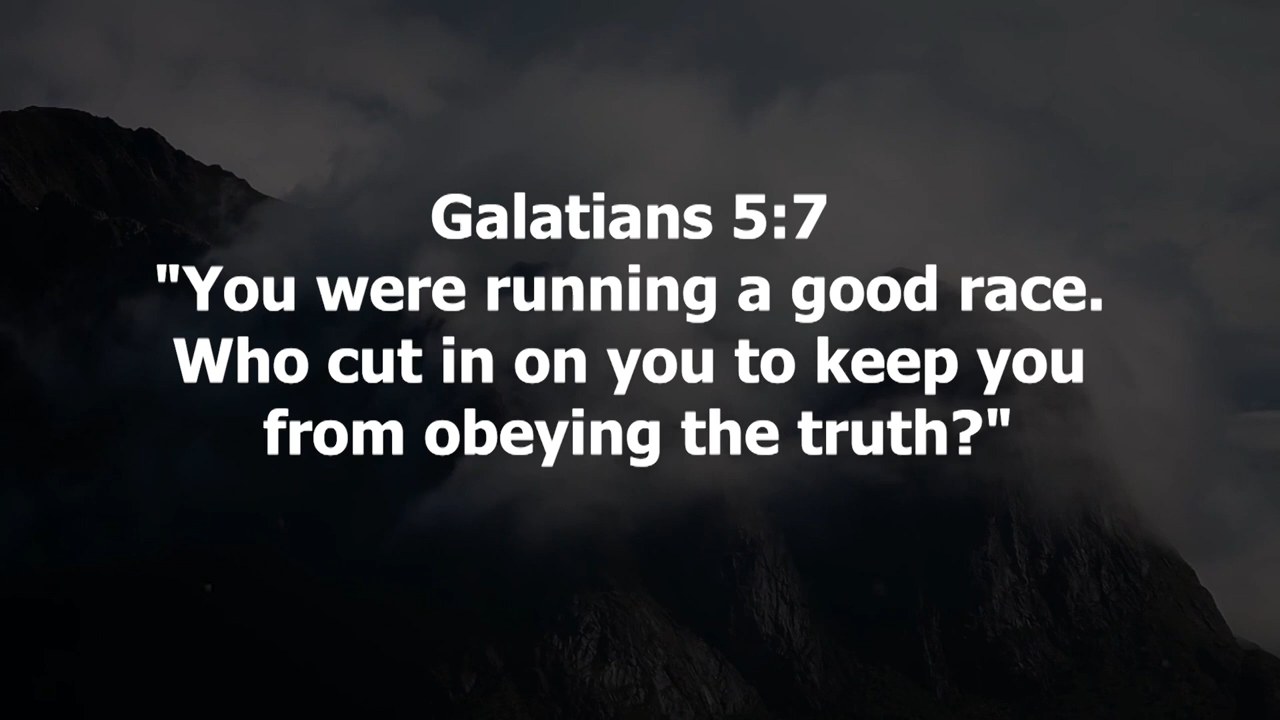 Galatians 5:7
"You were running a good race.
Who cut in on you to keep you
from obeying the truth?"